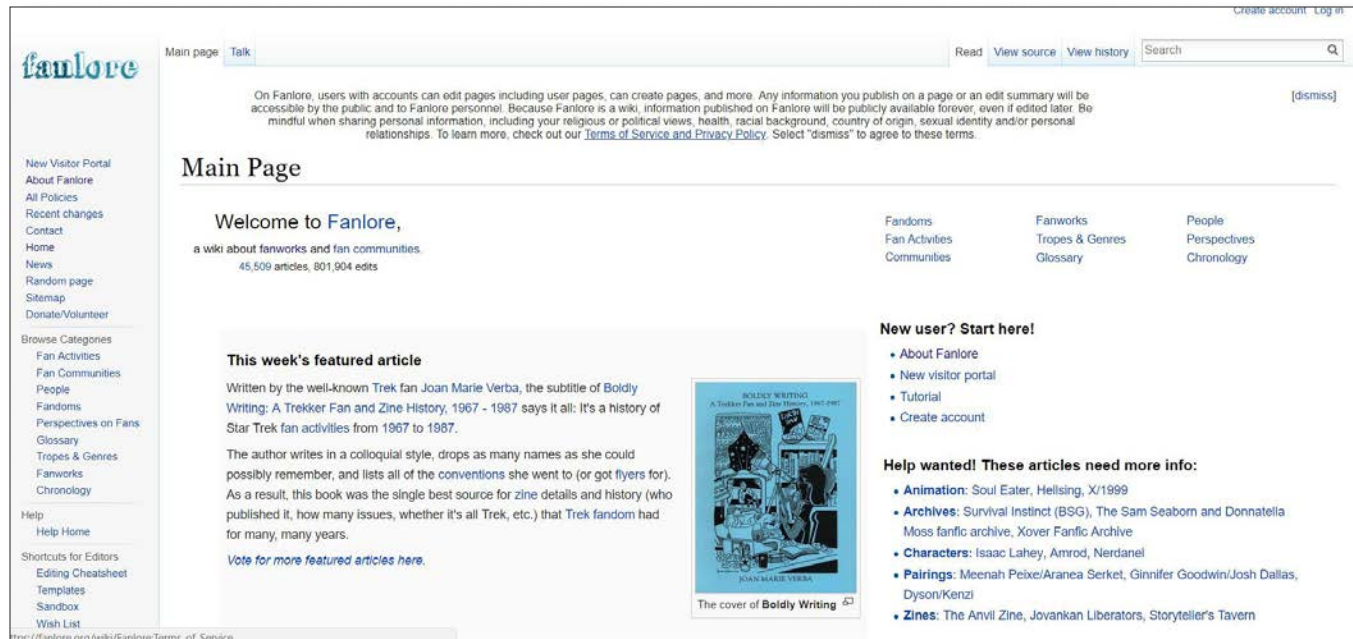 Create account Log in
fanlore
Main page Talk
Read View source View history Search
On Fanlore, users with accounts can edit pages including user pages, can create pages, and more. Any information you publish on a page or an edit summary will be
accessible by the public and to Fanlore personnel. Because Fanlore is a wiki, information published on Fanlore will be publicly available forever, even if edited later. Be
mindful when sharing personal information, including your religious or political views, health, racial background, country of origin, sexual identity and/or personal
relationships. To learn more, check out our Terms of Service and Privacy Policy. Select "dismiss" to agree to these terms.
[dismiss]
New Visitor Portal
About Fanlore
All Policies
Recent changes
Contact
Home
News
Random page
Sitemap
Donate/Volunteer
Browse Categories
Fan Activities
Fan Communities
People
Fandoms
Perspectives on Fans
Glossary
Tropes & Genres
Fanworks
Chronology
Help
Help Home
Shortcuts for Editors
Editing Cheatsheet
Templates
Sandbox
Wish List
Main Page
Welcome to Fanlore,
a wiki about fanworks and fan communities.
45,509 articles, 801,904 edits
Fandoms Fanworks People
Fan Activities Tropes & Genres Perspectives
Communities Glossary Chronology
This week's featured article
Written by the well-known Trek fan Joan Marie Verba, the subtitle of Boldly
Writing: A Trekker Fan and Zine History, 1967 - 1987 says it all: It's a history of
Star Trek fan activities from 1967 to 1987.
The author writes in a colloquial style, drops as many names as she could
possibly remember, and lists all of the conventions she went to (or got flyers for).
As a result, this book was the single best source for zine details and history (who
published it, how many issues, whether it's all Trek, etc.) that Trek fandom had
for many, many years.
Vote for more featured articles here.
BOLDLY WRITING
A Trekker Fan and Zine History, 1967-1987
JOAN MARIE VERBA
The cover of Boldly Writing
New user? Start here!
• About Fanlore
• New visitor portal
• Tutorial
• Create account
Help wanted! These articles need more info:
• Animation: Soul Eater, Hellsing, X/1999
• Archives: Survival Instinct (BSG), The Sam Seaborn and Donnatella
Moss fanfic archive, Xover Fanfic Archive
• Characters: Isaac Lahey, Amrod, Nerdanel
• Pairings: Meenah Peixe/Aranea Serket, Ginnifer Goodwin/Josh Dallas,
Dyson/Kenzi
• Zines: The Anvil Zine, Jovankan Liberators, Storyteller's Tavern
https://fanlore.org/wiki/Fanlore:Terms_of_Service